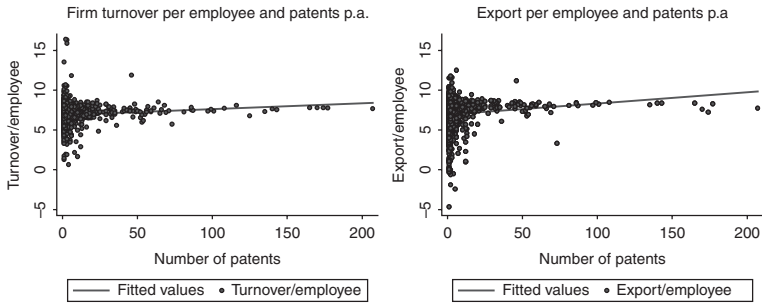 Firm turnover per employee and patents p.a.
Turnover/employee
15
10
5
0
−5
0 50 100 150 200
Number of patents
Fitted values Turnover/employee
Export per employee and patents p.a
Export/employee
15
10
5
0
−5
0 50 100 150 200
Number of patents
Fitted values Export/employee